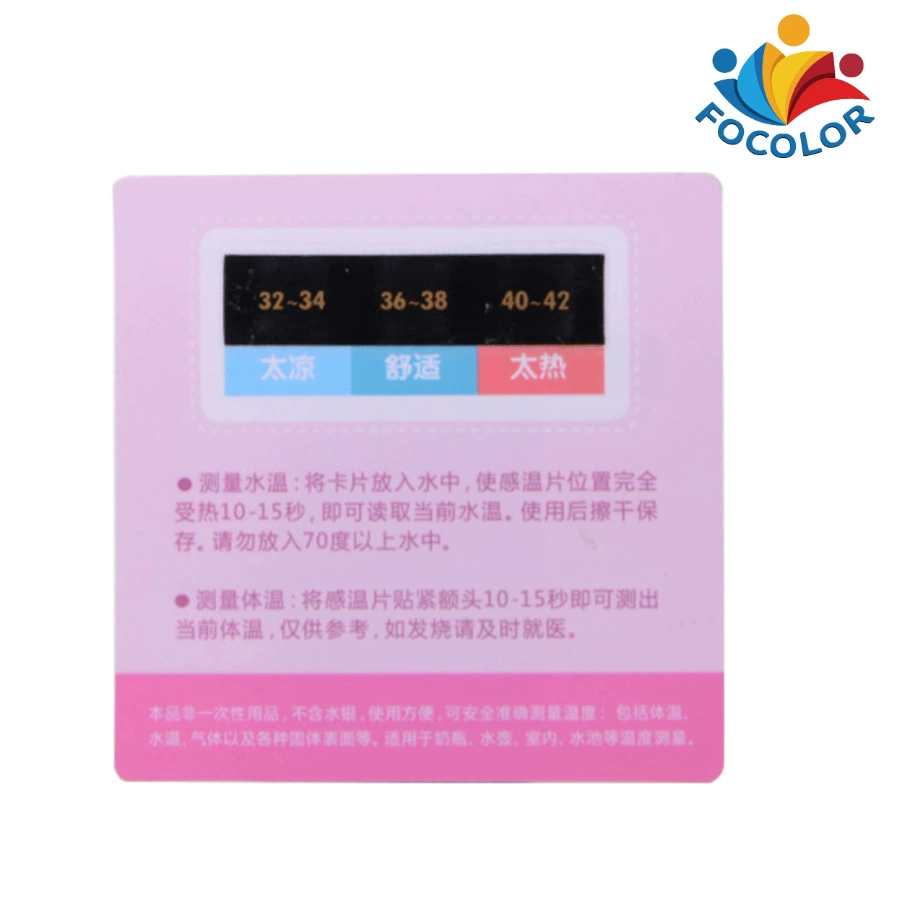 FOCOLOR
32~34 36~38 40~42
太凉 舒适 太热
● 测量水温:将卡片放入水中,使感温片位置完全
受热10-15秒,即可读取当前水温。使用后擦干保
存。请勿放入70度以上水中。
● 测量体温:将感温片贴紧额头10-15秒即可测出
当前体温,仅供参考,如发烧请及时就医。
本品非一次性用品,不含水银,使用方便,可安全准确测量温度: 包括体温、
水温、气体以及各种固体表面等。适用于奶瓶、水壶、室内、水池等温度测量。